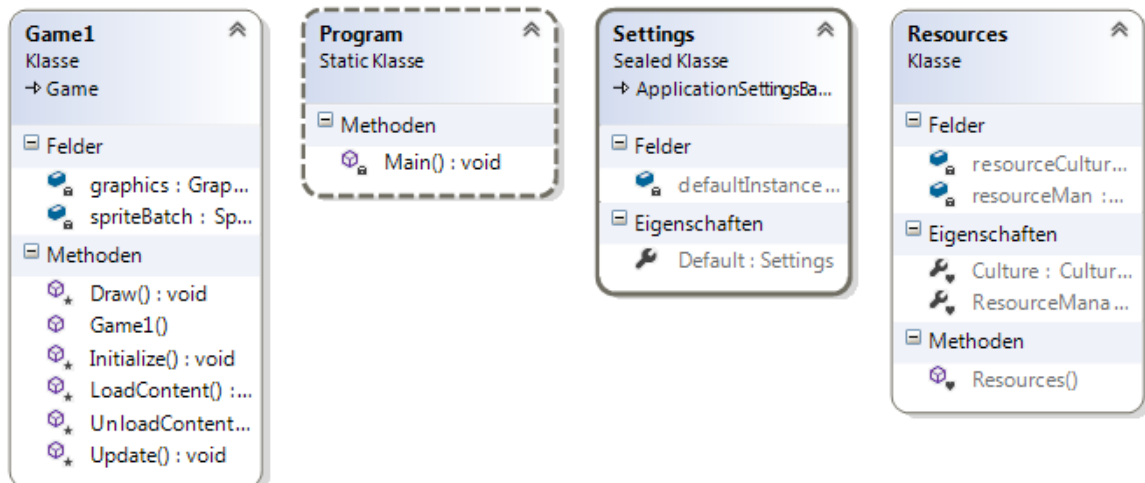 Game1
Klasse
→ Game
Felder
graphics : Grap...
spriteBatch : Sp...
Methoden
Draw() : void
Game1()
Initialize() : void
LoadContent() :...
UnloadContent...
Update() : void
Program
Static Klasse
Methoden
Main() : void
Settings
Sealed Klasse
→ ApplicationSettingsBa...
Felder
defaultInstance...
Eigenschaften
Default : Settings
Resources
Klasse
Felder
resourceCultur...
resourceMan :...
Eigenschaften
Culture : Cultur...
ResourceMana...
Methoden
Resources()